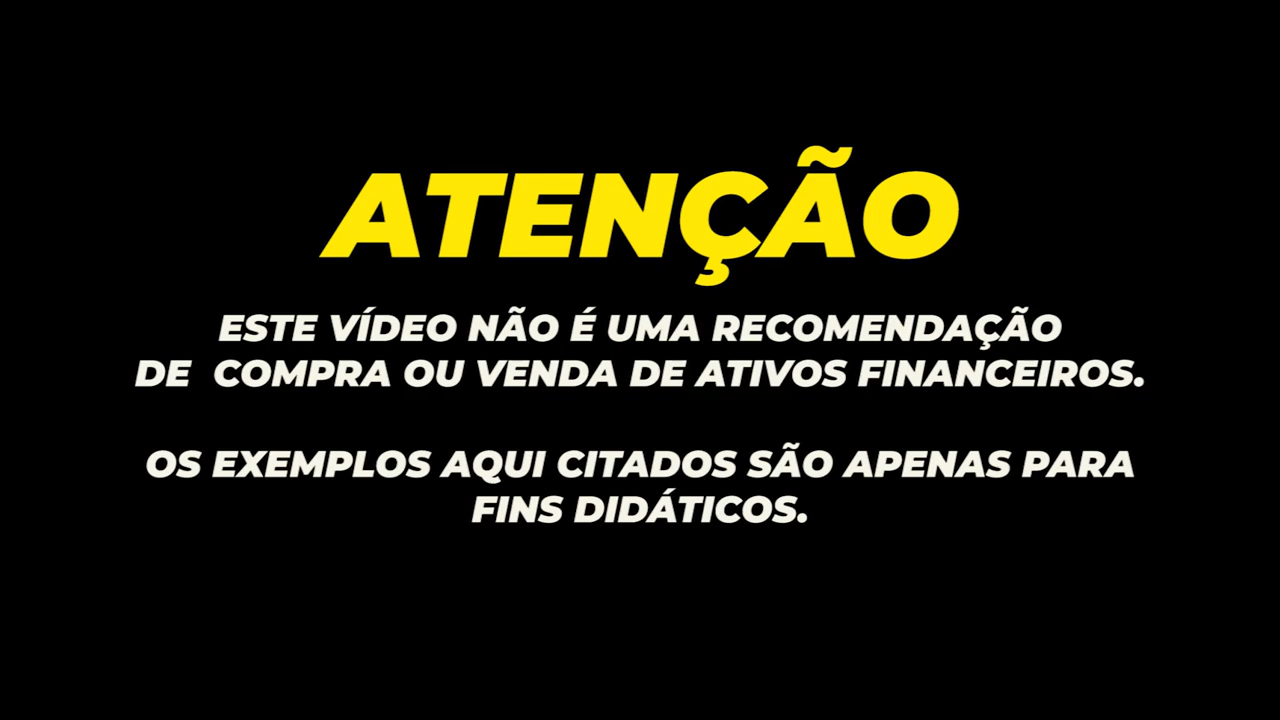 ATENÇÃO
ESTE VÍDEO NÃO É UMA RECOMENDAÇÃO
DE  COMPRA OU VENDA DE ATIVOS FINANCEIROS.
OS EXEMPLOS AQUI CITADOS SÃO APENAS PARA
FINS DIDÁTICOS.